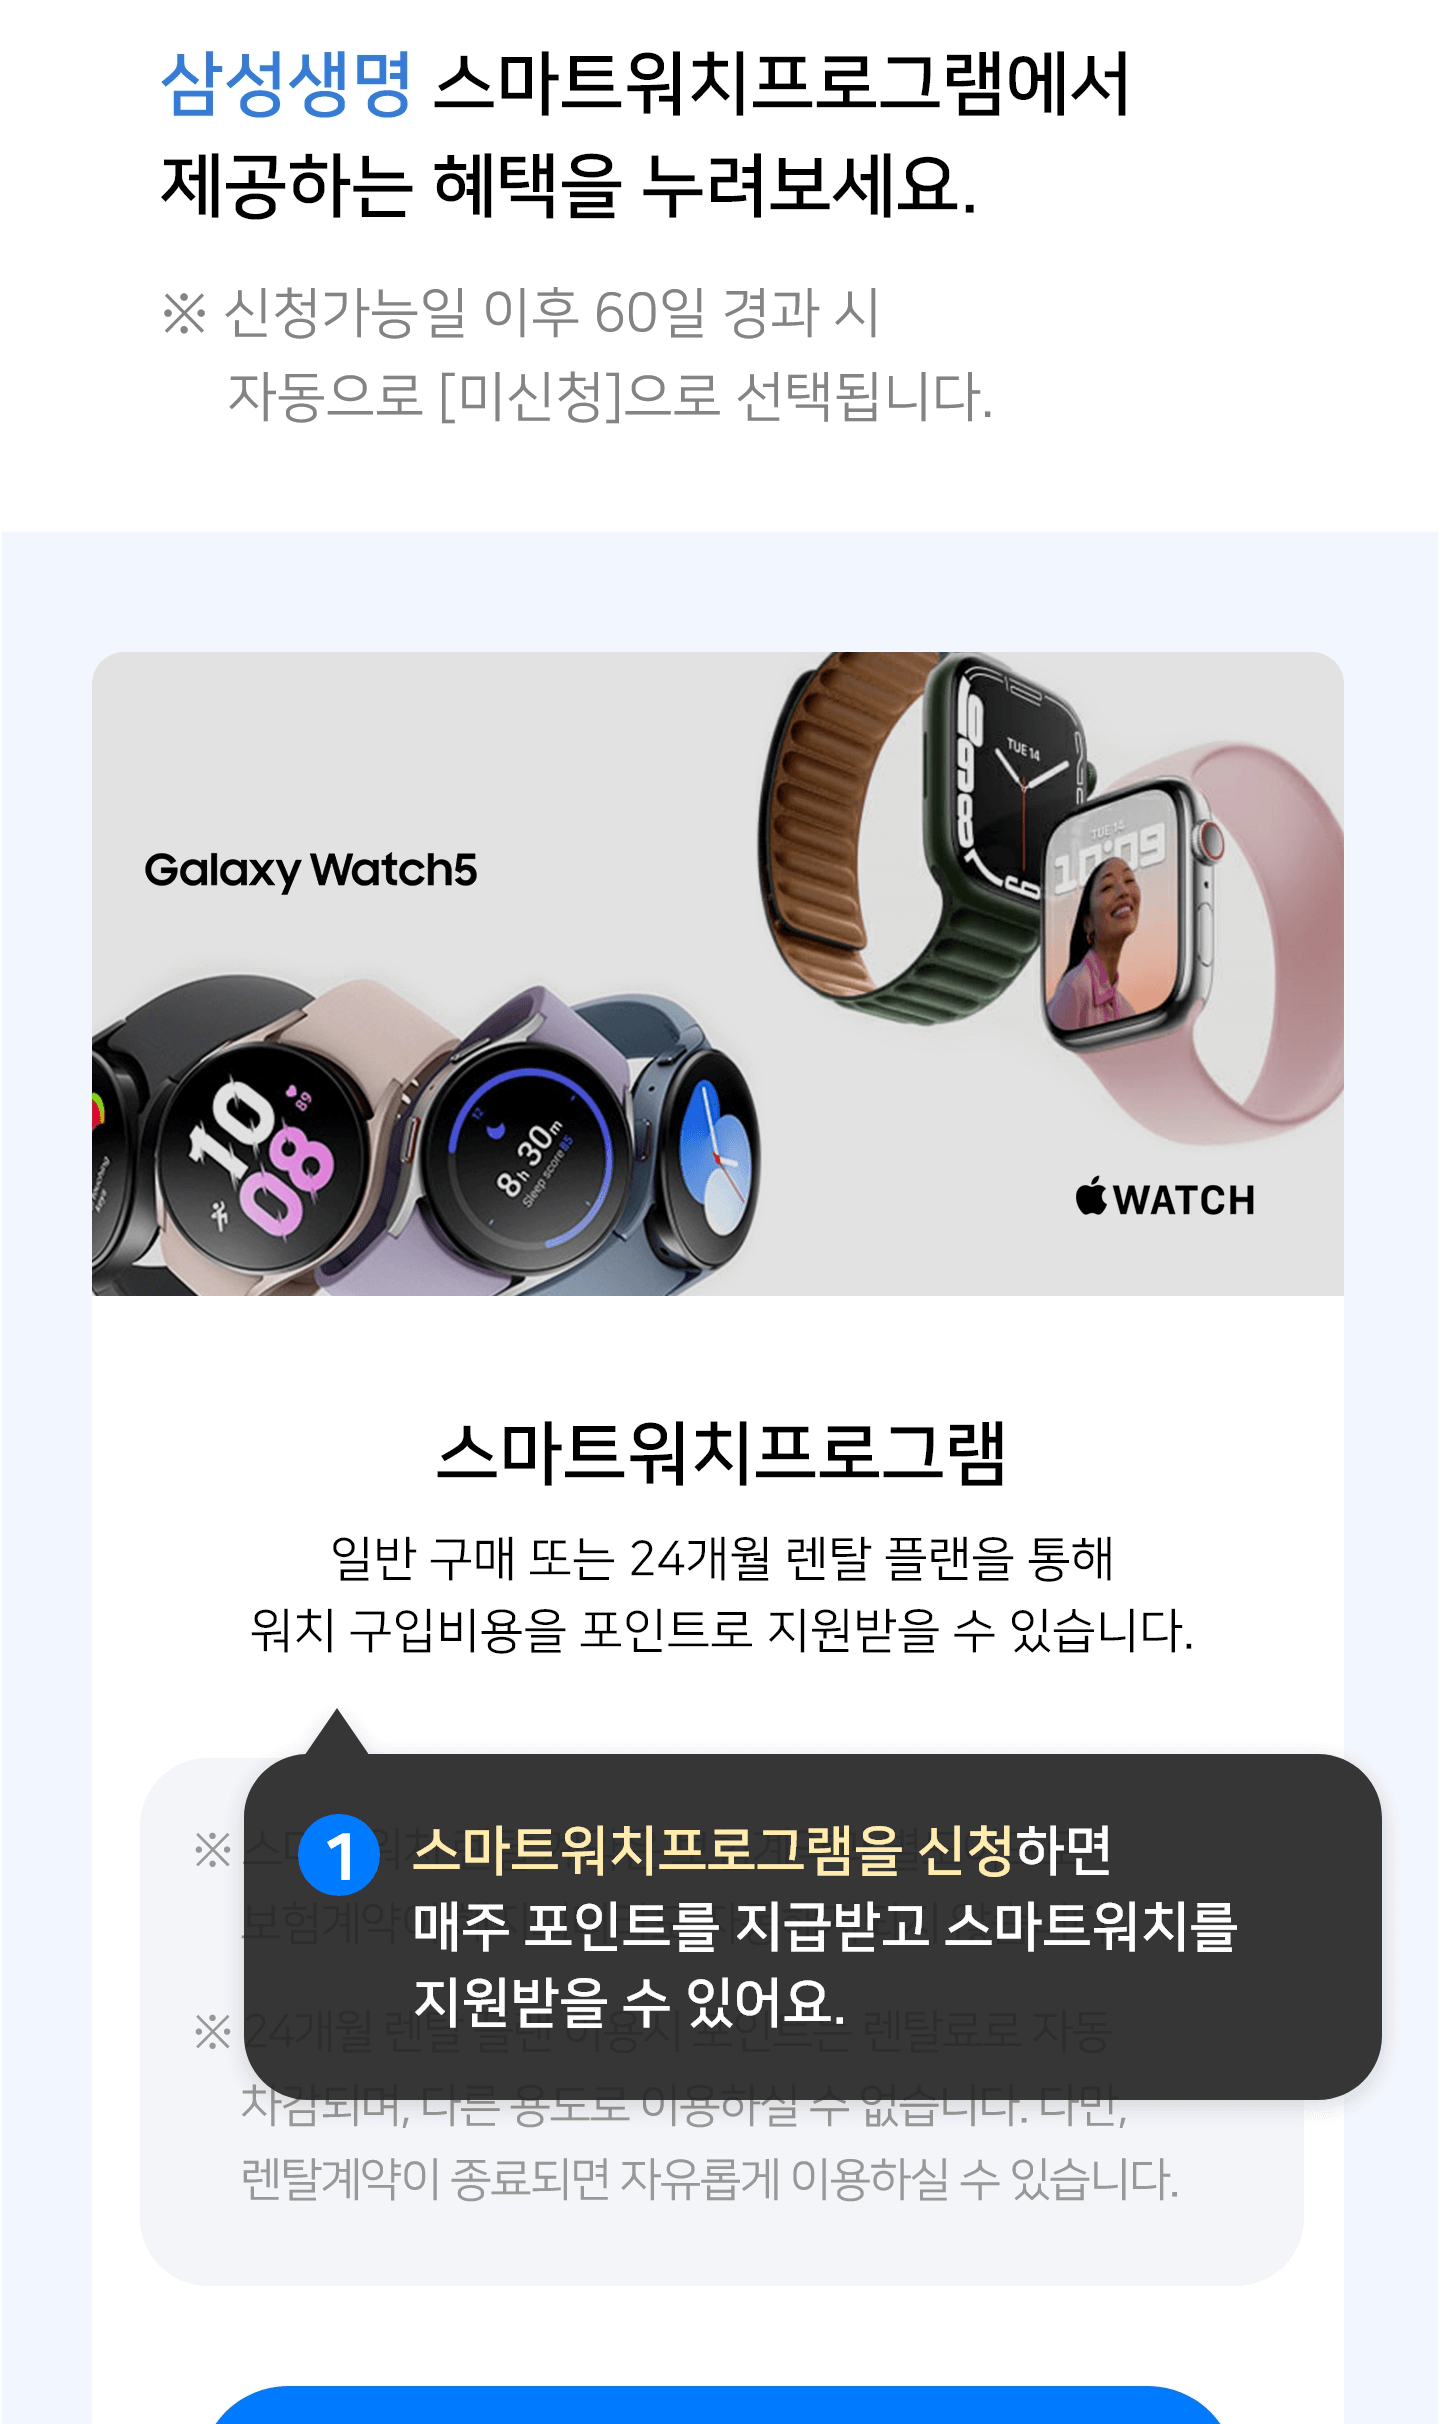 삼성생명 스마트워치프로그램에서
제공하는 혜택을 누려보세요.
※ 신청가능일 이후 60일 경과 시
자동으로 [미신청]으로 선택됩니다.
TUE 14
TUE 14
10:09
Galaxy Watch5
10
08
89
12
8h 30m
Sleep score 85
WATCH
스마트워치프로그램
일반 구매 또는 24개월 렌탈 플랜을 통해
워치 구입비용을 포인트로 지원받을 수 있습니다.
1 스마트워치프로그램을 신청하면
매주 포인트를 지급받고 스마트워치를
지원받을 수 있어요.
※
보험계약
※ 24개월 렌탈 플랜 이용시 포인트는 렌탈료로 자동
차감되며, 다른 용도로 이용하실 수 없습니다. 다만,
렌탈계약이 종료되면 자유롭게 이용하실 수 있습니다.